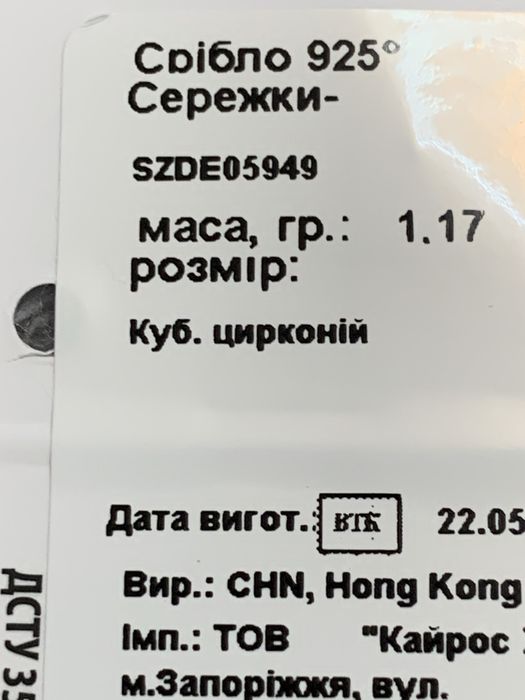 Срібло 925°
Сережки-
SZDE05949
маса, гр.: 1.17
розмір:
Куб. цирконій
Дата вигот.: ВТК 22.05
Вир.: CHN, Hong Kong
Імп.: ТОВ "Кайрос
м.Запоріжжя, вул.
ДСТУ 35